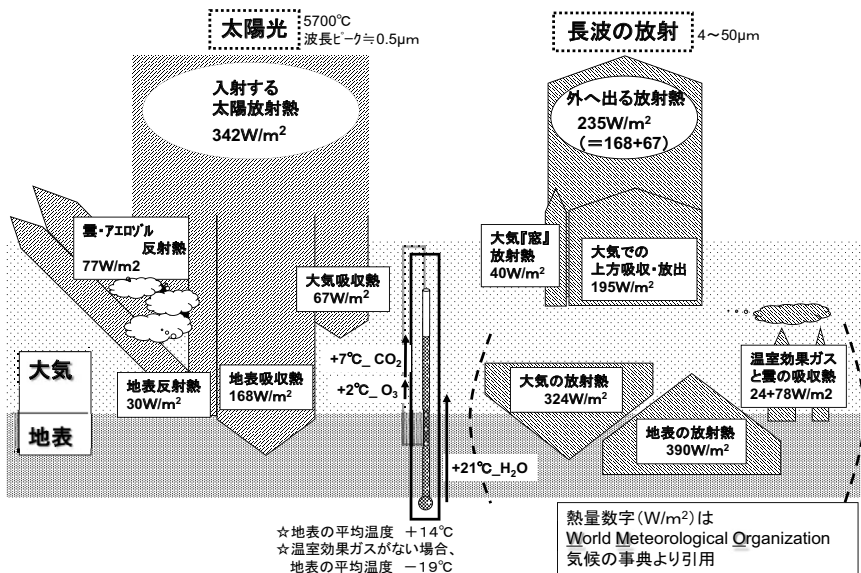 太陽光
5700℃
波長ピーク≒0.5μm
長波の放射
4～50μm
入射する
太陽放射熱
342W/m²
外へ出る放射熱
235W/m²
（＝168+67）
雲・アエロゾル
反射熱
77W/m2
大気吸収熱
67W/m²
大気『窓』
放射熱
40W/m²
大気での
上方吸収・放出
195W/m²
大気
地表
地表反射熱
30W/m²
地表吸収熱
168W/m²
+7℃_ CO₂
+2℃_ O₃
+21℃_H₂O
大気の放射熱
324W/m²
地表の放射熱
390W/m²
温室効果ガス
と雲の吸収熱
24+78W/m2
☆地表の平均温度 ＋14℃
☆温室効果ガスがない場合、
地表の平均温度 －19℃
熱量数字（W/m²）は
World Meteorological Organization
気候の事典より引用